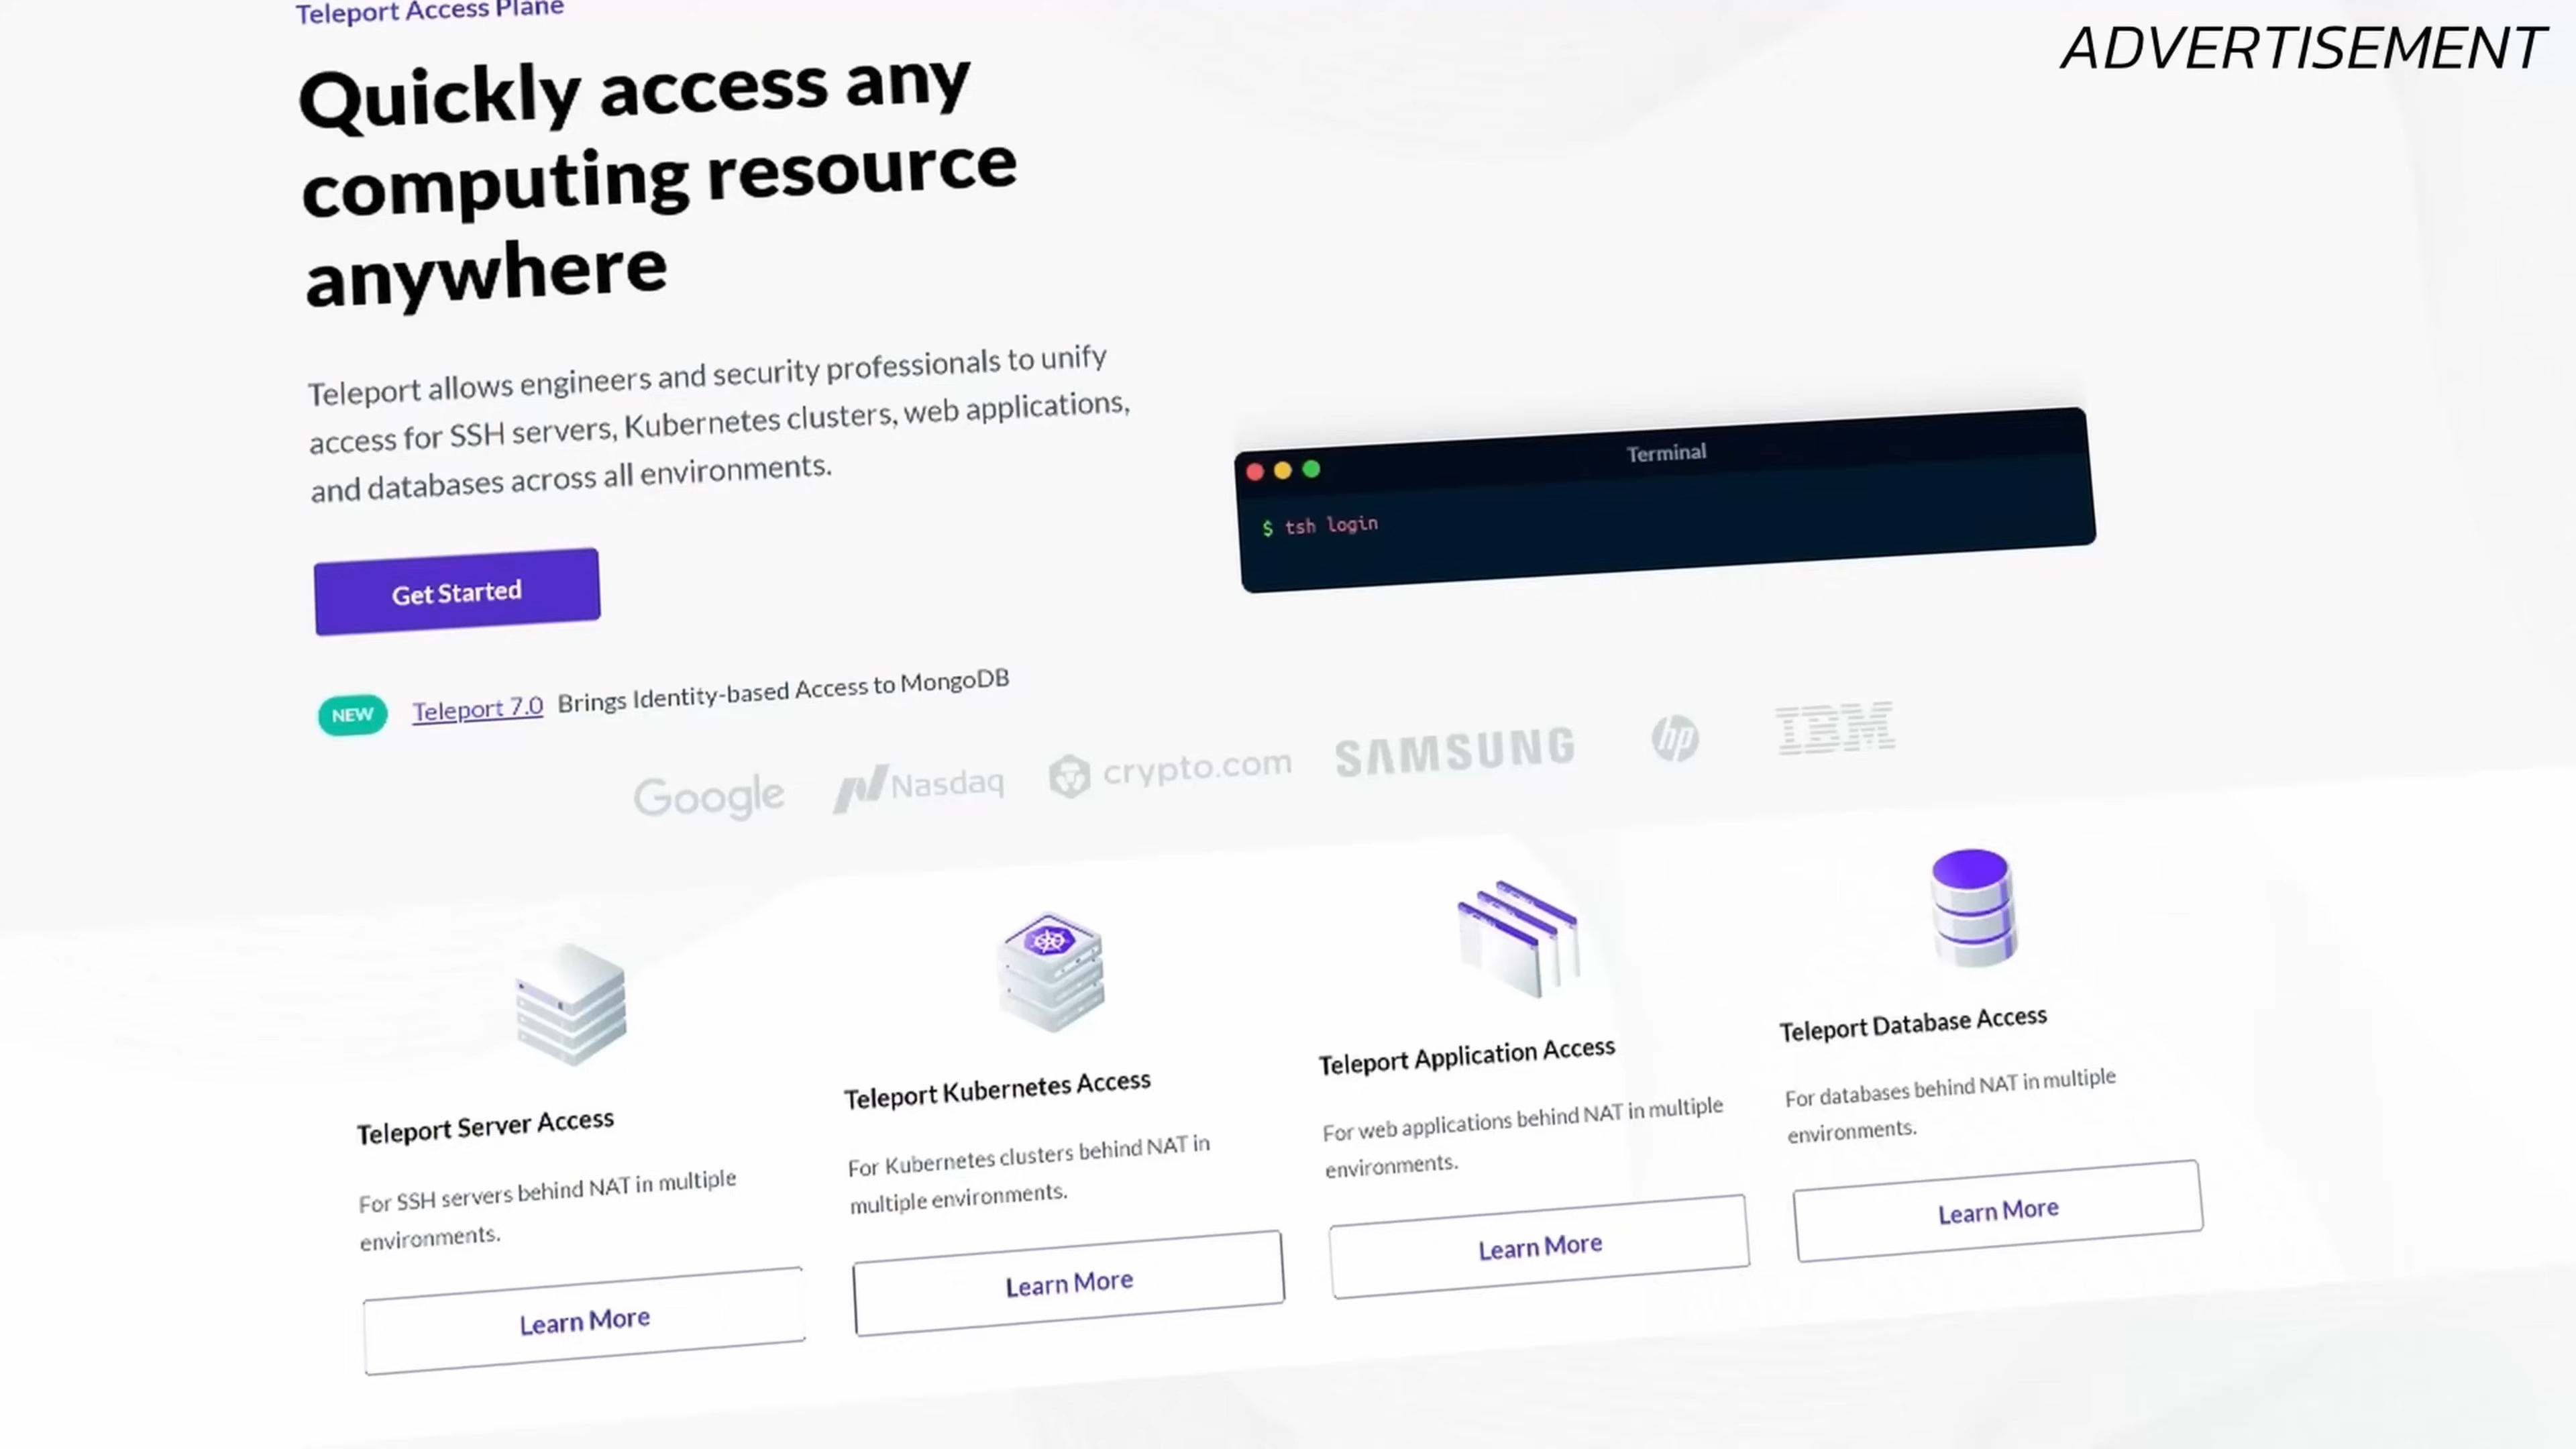 ADVERTISEMENT
Teleport Access Plane
Quickly access any
computing resource
anywhere
Teleport allows engineers and security professionals to unify
access for SSH servers, Kubernetes clusters, web applications,
and databases across all environments.
Terminal
$ tsh login
Get Started
NEW Teleport 7.0 Brings Identity-based Access to MongoDB
Google Nasdaq crypto.com SAMSUNG hp IBM
Teleport Server Access
For SSH servers behind NAT in multiple
environments.
Learn More
Teleport Kubernetes Access
For Kubernetes clusters behind NAT in
multiple environments.
Learn More
Teleport Application Access
For web applications behind NAT in multiple
environments.
Learn More
Teleport Database Access
For databases behind NAT in multiple
environments.
Learn More